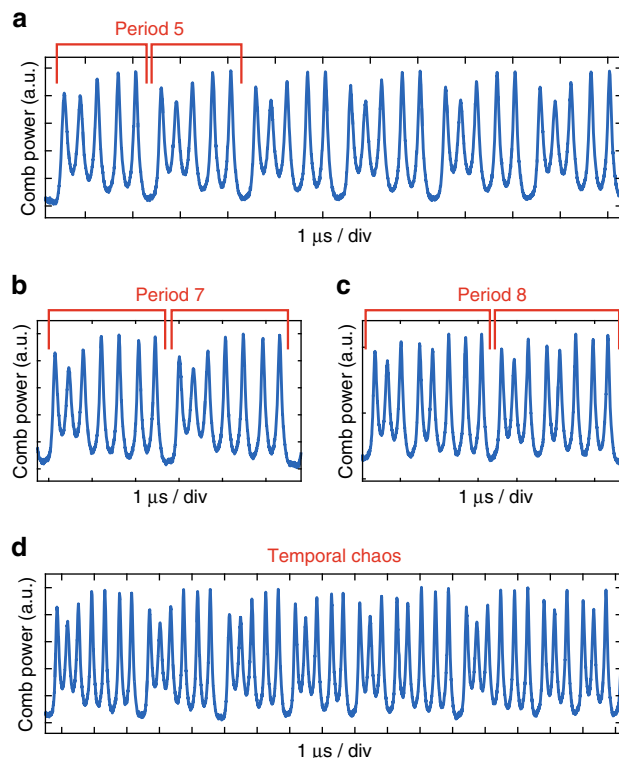 a
Period 5
Comb power (a.u.)
1 μs / div
b
Period 7
Comb power (a.u.)
1 μs / div
c
Period 8
Comb power (a.u.)
1 μs / div
d
Temporal chaos
Comb power (a.u.)
1 μs / div